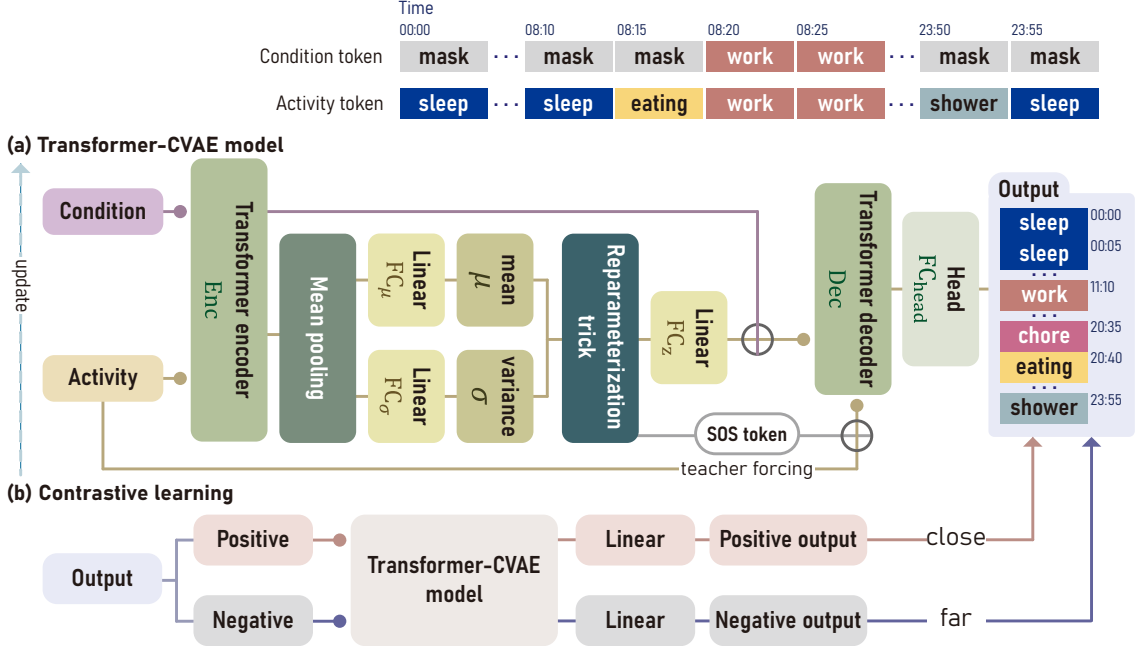 Time
00:00 08:10 08:15 08:20 08:25 23:50 23:55
Condition token mask ··· mask mask work work ··· mask mask
Activity token sleep ··· sleep eating work work ··· shower sleep
(a) Transformer-CVAE model
update
Condition
Activity
Transformer encoder
Enc
Mean pooling
Linear
FCμ
mean
μ
Linear
FCσ
variance
σ
Reparameterization
trick
Linear
FCz
SOS token
teacher forcing
Transformer decoder
Dec
Head
FChead
Output
sleep 00:00
sleep 00:05
···
work 11:10
···
chore 20:35
eating 20:40
···
shower 23:55
(b) Contrastive learning
Output
Positive
Negative
Transformer-CVAE
model
Linear
Positive output
close
Linear
Negative output
far